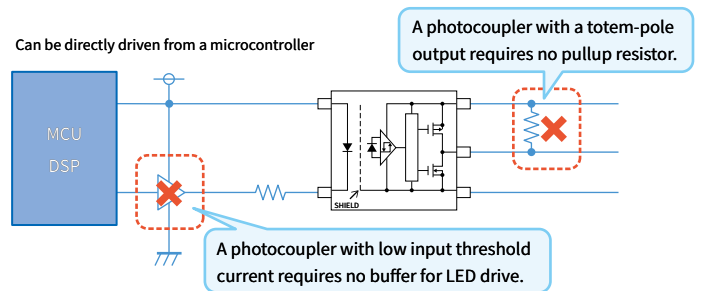 A photocoupler with a totem-pole
output requires no pullup resistor.
Can be directly driven from a microcontroller
MCU
DSP
SHIELD
A photocoupler with low input threshold
current requires no buffer for LED drive.